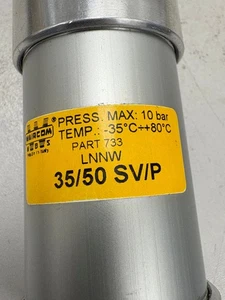 PRESS. MAX: 10 bar
TEMP.: -35°C÷+80°C
PART 733
LNNW
35/50 SV/P